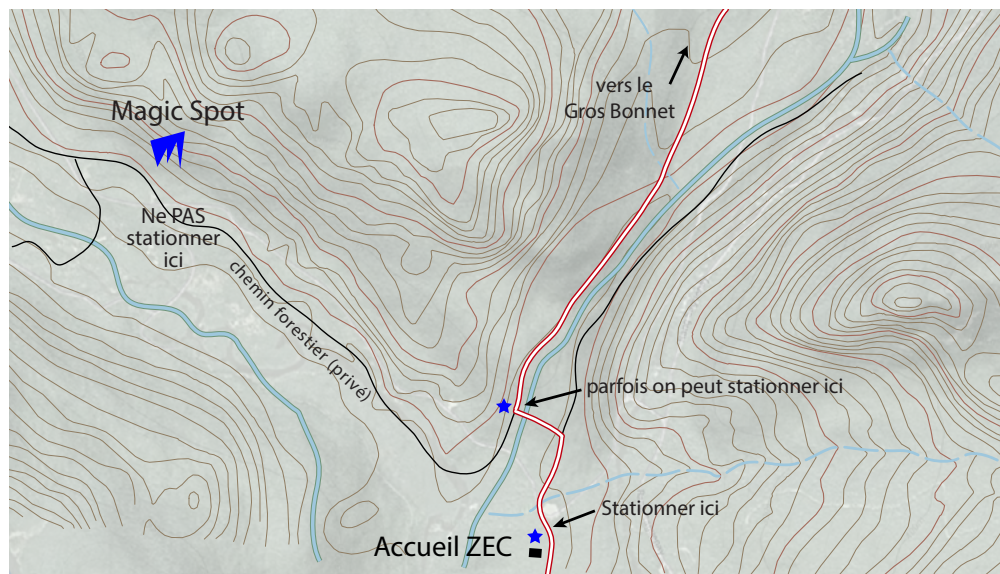 vers le
Gros Bonnet
Magic Spot
Ne PAS
stationner
ici
chemin forestier (privé)
parfois on peut stationner ici
Stationner ici
Accueil ZEC